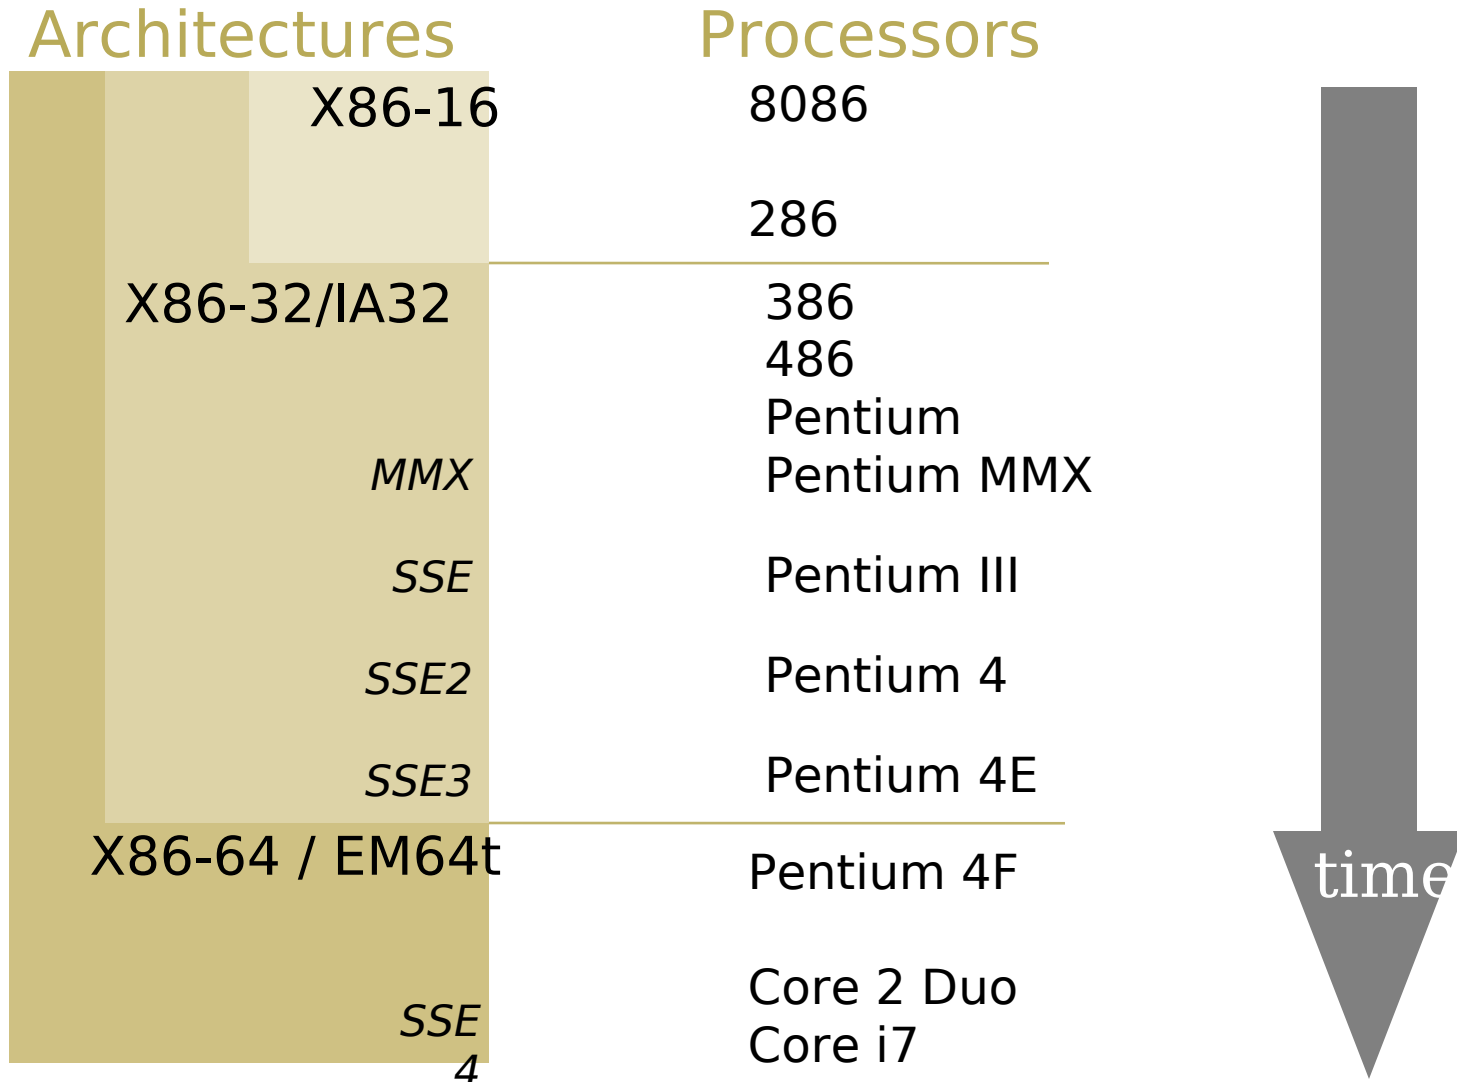 Architectures
Processors
X86-16
8086
286
X86-32/IA32
386
486
Pentium
MMX
Pentium MMX
SSE
Pentium III
SSE2
Pentium 4
SSE3
Pentium 4E
X86-64 / EM64t
Pentium 4F
time
Core 2 Duo
SSE
4
Core i7